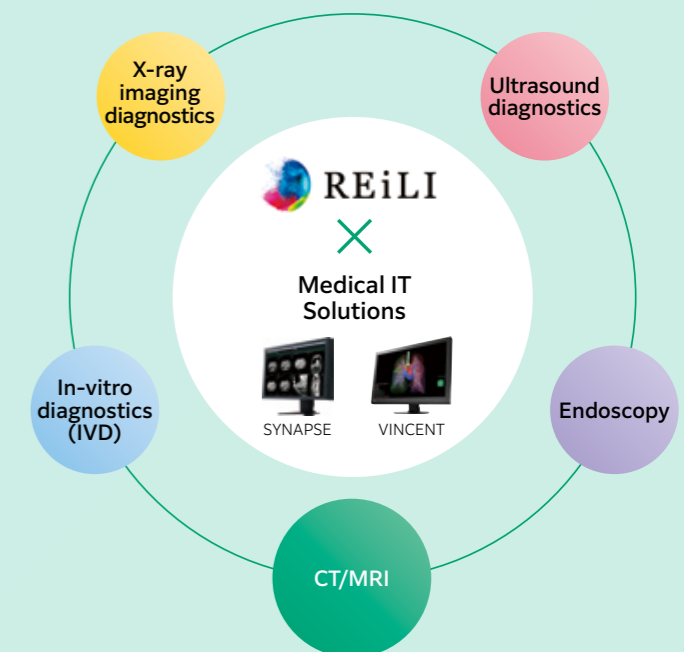 X-ray
imaging
diagnostics
Ultrasound
diagnostics
REiLI
×
Medical IT
Solutions
SYNAPSE
VINCENT
In-vitro
diagnostics
(IVD)
Endoscopy
CT/MRI